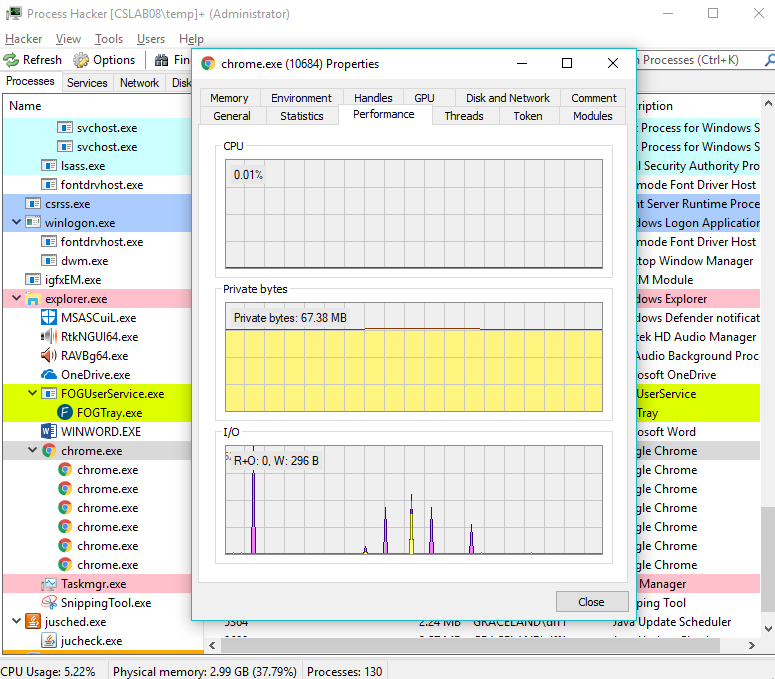 Process Hacker [CSLAB08\temp]+ (Administrator)
Hacker View Tools Users Help
Refresh Options Find
Processes (Ctrl+K)
Processes Services Network Disk
Name
svchost.exe
svchost.exe
lsass.exe
fontdrvhost.exe
csrss.exe
winlogon.exe
fontdrvhost.exe
dwm.exe
igfxEM.exe
explorer.exe
MSASCuiL.exe
RtkNGUI64.exe
RAVBg64.exe
OneDrive.exe
FOGUserService.exe
FOGTray.exe
WINWORD.EXE
chrome.exe
chrome.exe
chrome.exe
chrome.exe
chrome.exe
chrome.exe
chrome.exe
Taskmgr.exe
SnippingTool.exe
jusched.exe
jucheck.exe
chrome.exe (10684) Properties
Memory Environment Handles GPU Disk and Network Comment
General Statistics Performance Threads Token Modules
CPU
0.01%
Private bytes
Private bytes: 67.38 MB
I/O
R+O: 0, W: 296 B
Close
ription
t Process for Windows S
t Process for Windows S
l Security Authority Pro
mode Font Driver Host
nt Server Runtime Proce
dows Logon Application
mode Font Driver Host
top Window Manager
EM Module
dows Explorer
dows Defender notificat
tek HD Audio Manager
Audio Background Proc
osoft OneDrive
UserService
Tray
osoft Word
gle Chrome
gle Chrome
gle Chrome
gle Chrome
gle Chrome
gle Chrome
gle Chrome
Manager
ping Tool
5364 2.24 MB GRACELAND\dff1 Java Update Scheduler
CPU Usage: 5.22% Physical memory: 2.99 GB (37.79%) Processes: 130